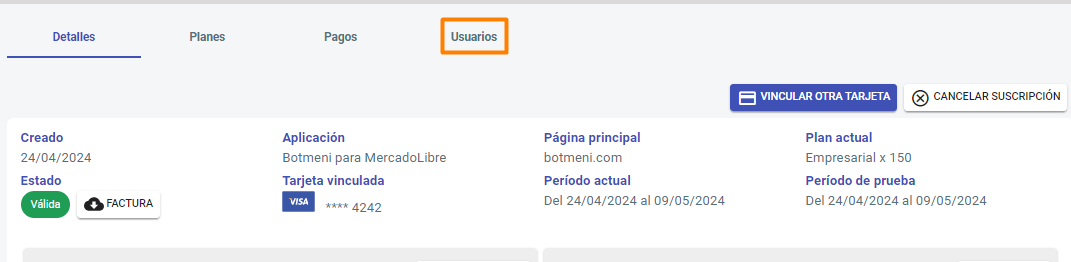 Detalles Planes Pagos Usuarios
VINCULAR OTRA TARJETA CANCELAR SUSCRIPCIÓN
Creado Aplicación Página principal Plan actual
24/04/2024 Botmeni para MercadoLibre botmeni.com Empresarial x 150
Estado Tarjeta vinculada Período actual Período de prueba
Válida FACTURA VISA **** 4242 Del 24/04/2024 al 09/05/2024 Del 24/04/2024 al 09/05/2024